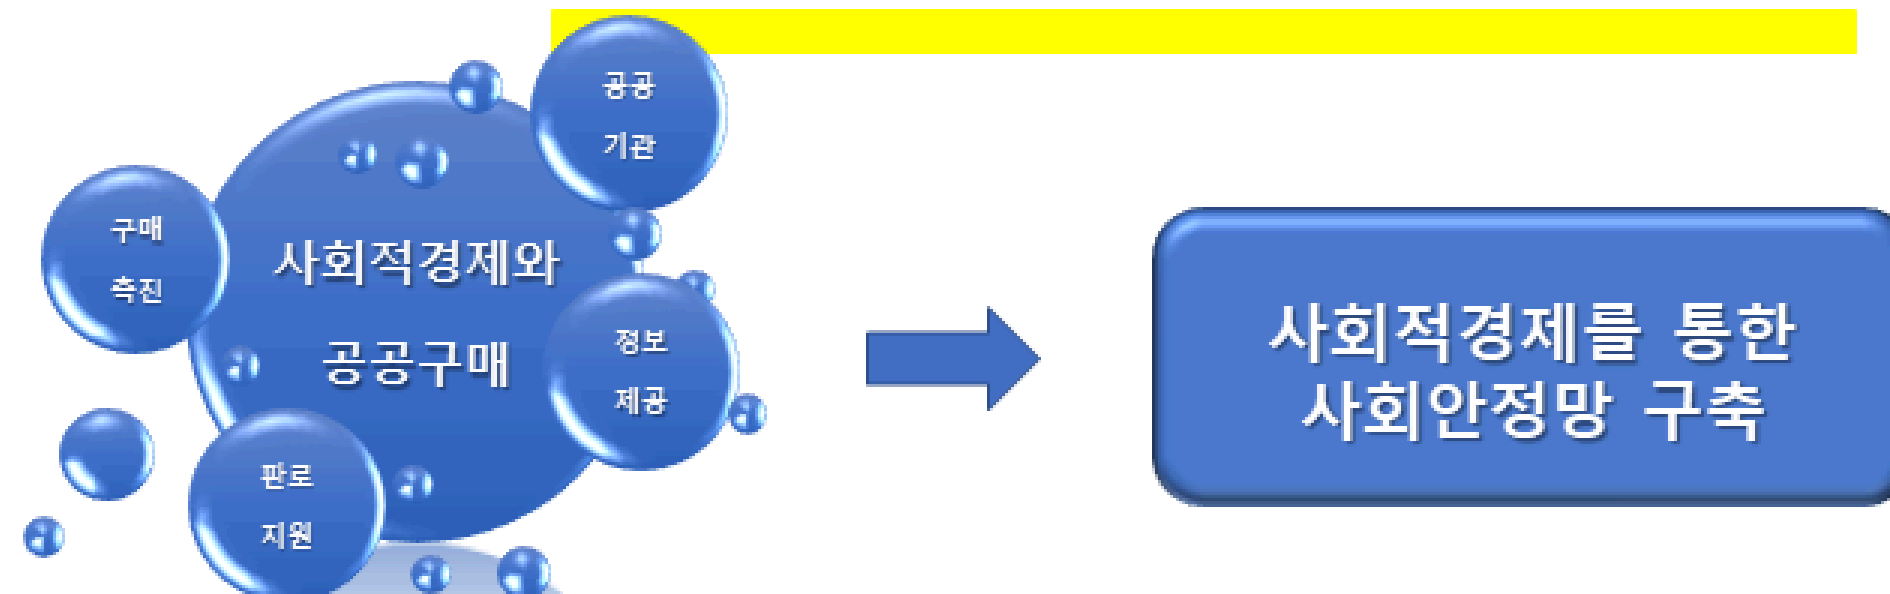 공공
기관
구매
촉진
사회적경제와
공공구매
정보
제공
판로
지원
사회적경제를 통한
사회안정망 구축